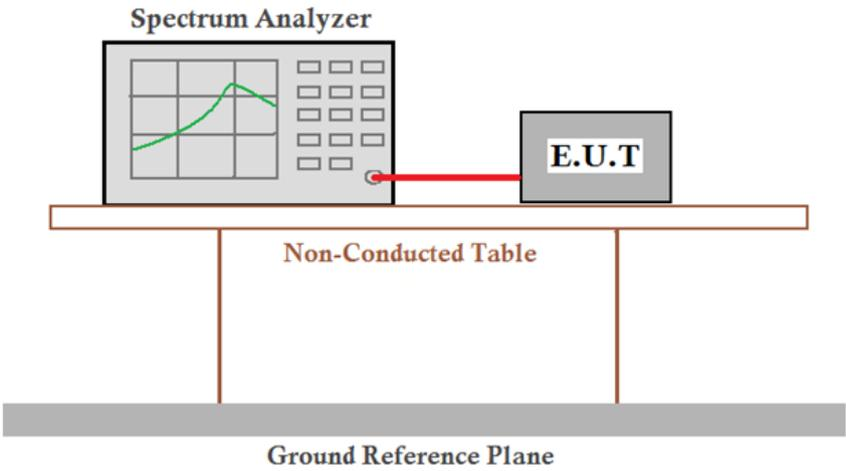 Spectrum Analyzer
E.U.T
Non-Conducted Table
Ground Reference Plane